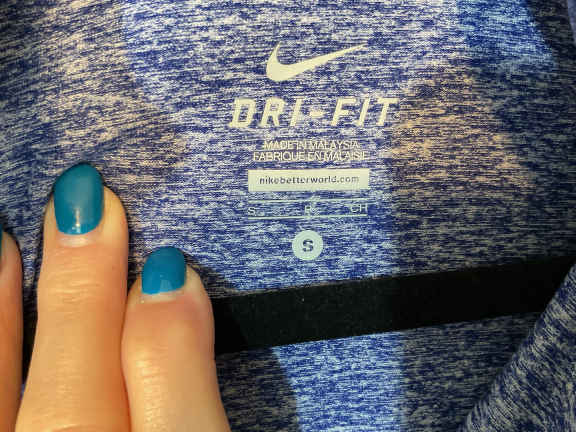 DRI-FIT
MADE IN MALAYSIA
FABRIQUÉ EN MALAISIE
nikebetterworld.com
S